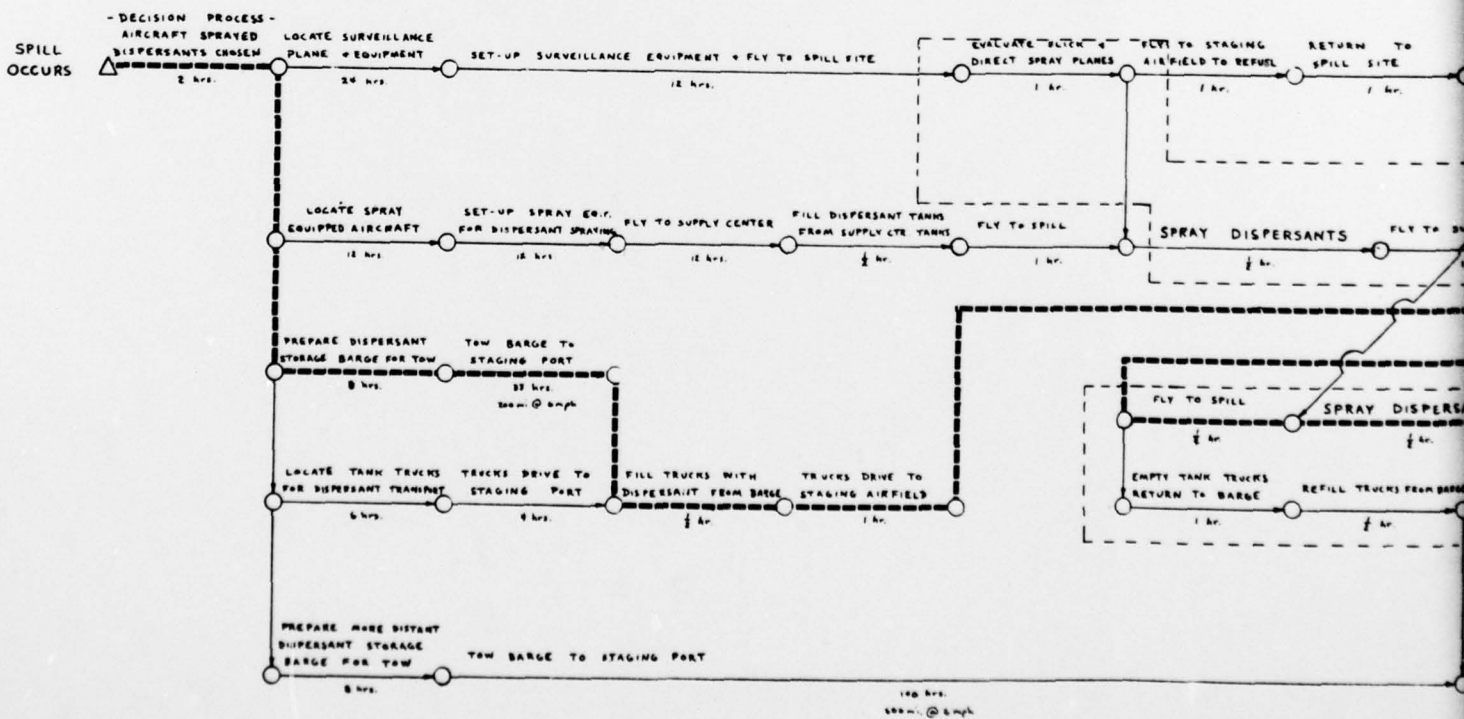 SPILL
OCCURS
- DECISION PROCESS -
AIRCRAFT SPRAYED
DISPERSANTS CHOSEN
2 hrs.
LOCATE SURVEILLANCE
PLANE + EQUIPMENT
24 hrs.
SET-UP SURVEILLANCE EQUIPMENT + FLY TO SPILL SITE
12 hrs.
EVALUATE SLICK +
DIRECT SPRAY PLANES
1 hr.
FLY TO STAGING
AIRFIELD TO REFUEL
1 hr.
RETURN TO
SPILL SITE
1 hr.
LOCATE SPRAY
EQUIPPED AIRCRAFT
12 hrs.
SET-UP SPRAY
FOR DISPERSANT SPRAYING
12 hrs.
FLY TO SUPPLY CENTER
12 hrs.
FILL DISPERSANT TANKS
FROM SUPPLY CTR TANKS
½ hr.
FLY TO SPILL
1 hr.
SPRAY DISPERSANTS
½ hr.
FLY TO
PREPARE DISPERSANT
STORAGE BARGE FOR TOW
8 hrs.
TOW BARGE TO
STAGING PORT
33 hrs.
200 mi. @ 6 mph
FLY TO SPILL
½ hr.
SPRAY DISPERS
½ hr.
LOCATE TANK TRUCKS
FOR DISPERSANT TRANSPORT
6 hrs.
TRUCKS DRIVE TO
STAGING PORT
4 hrs.
FILL TRUCKS WITH
DISPERSANT FROM BARGE
½ hr.
TRUCKS DRIVE TO
STAGING AIRFIELD
1 hr.
EMPTY TANK TRUCKS
RETURN TO BARGE
1 hr.
REFILL TRUCKS FROM BARGE
½ hr.
PREPARE MORE DISTANT
DISPERSANT STORAGE
BARGE FOR TOW
8 hrs.
TOW BARGE TO STAGING PORT
100 hrs.
@ 6 mph